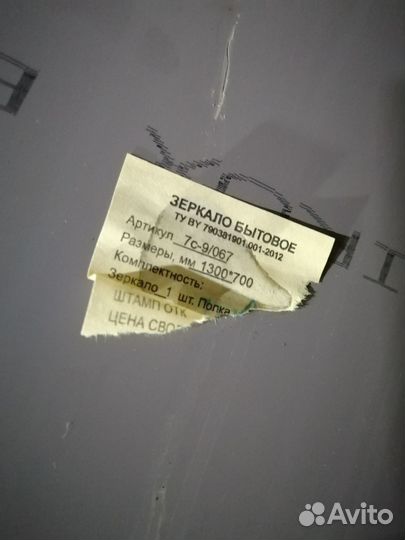 ЗЕРКАЛО БЫТОВОЕ
ТУ BY 790381901.001-2012
Артикул 7с-9/067
Размеры, мм 1300*700
Комплектность:
Зеркало 1 шт. Полка
ШТАМП ОТК
ЦЕНА СВО
Avito